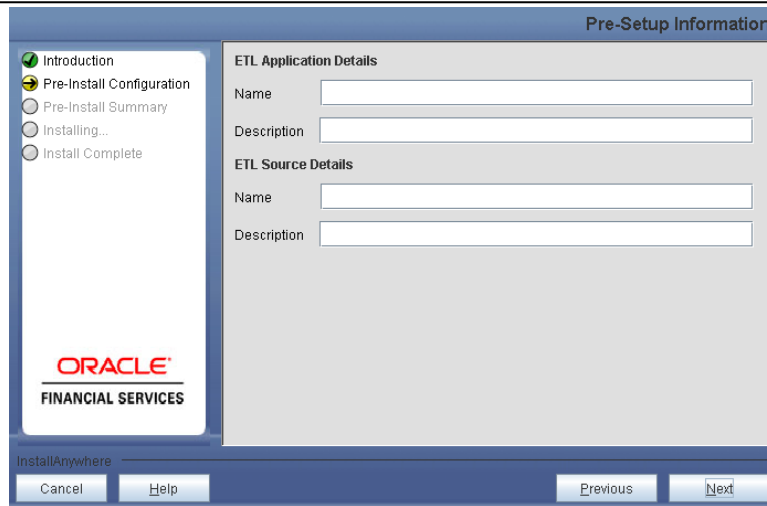 Pre-Setup Information
Introduction
Pre-Install Configuration
Pre-Install Summary
Installing...
Install Complete
ORACLE
FINANCIAL SERVICES
ETL Application Details
Name
Description
ETL Source Details
Name
Description
InstallAnywhere
Cancel
Help
Previous
Next